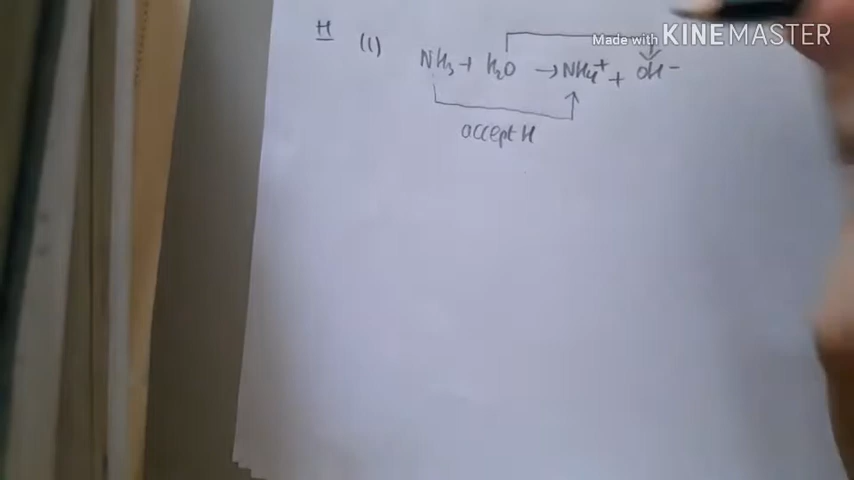 Made with KINEMASTER
H
(1) NH₃ + H₂O → NH₄⁺ + OH⁻
accept H